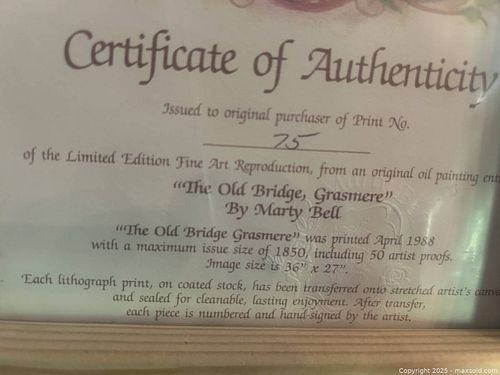 Certificate of Authenticity
Issued to original purchaser of Print No.
75
of the Limited Edition Fine Art Reproduction, from an original oil painting
"The Old Bridge, Grasmere"
By Marty Bell
"The Old Bridge Grasmere" was printed April 1988
with a maximum issue size of 1850, including 50 artist proofs.
Image size is 36" x 27".
Each lithograph print, on coated stock, has been transferred onto stretched artist's
and sealed for cleanable, lasting enjoyment. After transfer,
each piece is numbered and hand-signed by the artist.
Copyright 2025 - maxsold.com